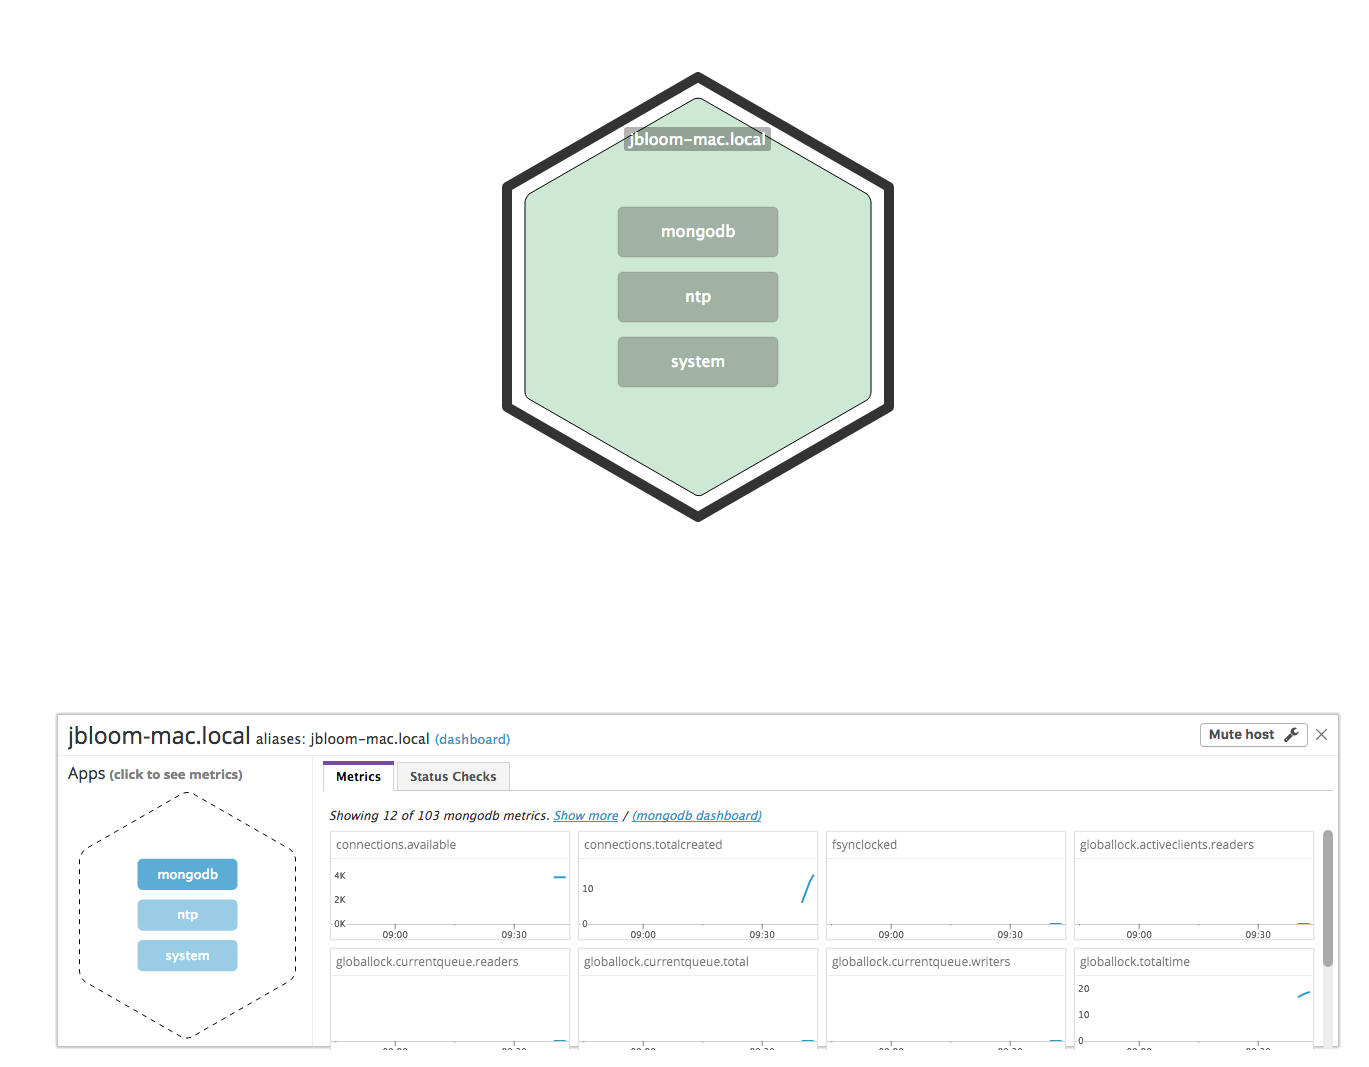 jbloom-mac.local
mongodb
ntp
system
jbloom-mac.local aliases: jbloom-mac.local (dashboard)
Mute host
Apps (click to see metrics)
mongodb
ntp
system
Metrics
Status Checks
Showing 12 of 103 mongodb metrics. Show more / (mongodb dashboard)
connections.available
4K
2K
0K
09:00 09:30
connections.totalcreated
10
0
09:00 09:30
fsynclocked
09:00 09:30
globallock.activeclients.readers
09:00 09:30
globallock.currentqueue.readers
globallock.currentqueue.total
globallock.currentqueue.writers
globallock.totaltime
20
10
0